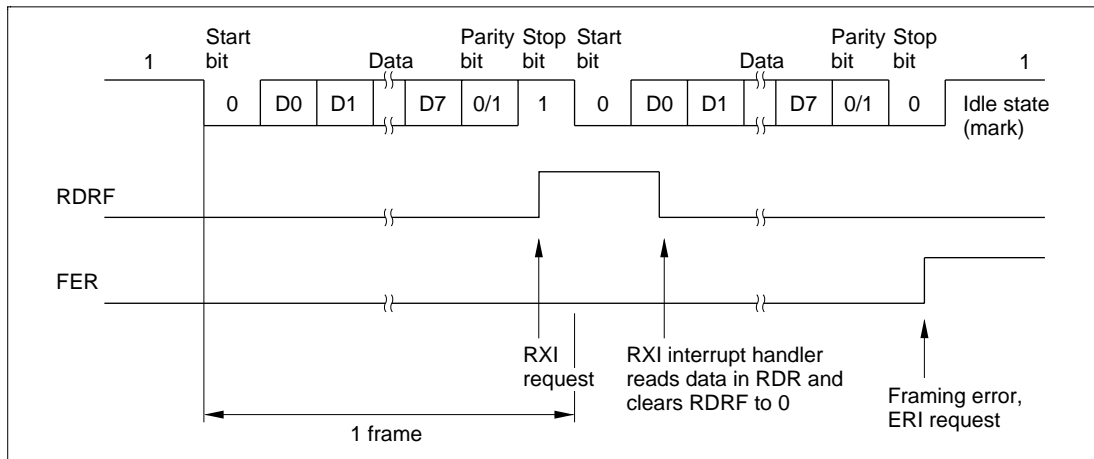 1
Start
bit
Data
Parity
bit
Stop
bit
Start
bit
Data
Parity
bit
Stop
bit
1
0 D0 D1 D7 0/1 1 0 D0 D1 D7 0/1 0 Idle state
(mark)
RDRF
FER
RXI
request
RXI interrupt handler
reads data in RDR and
clears RDRF to 0
Framing error,
ERI request
1 frame